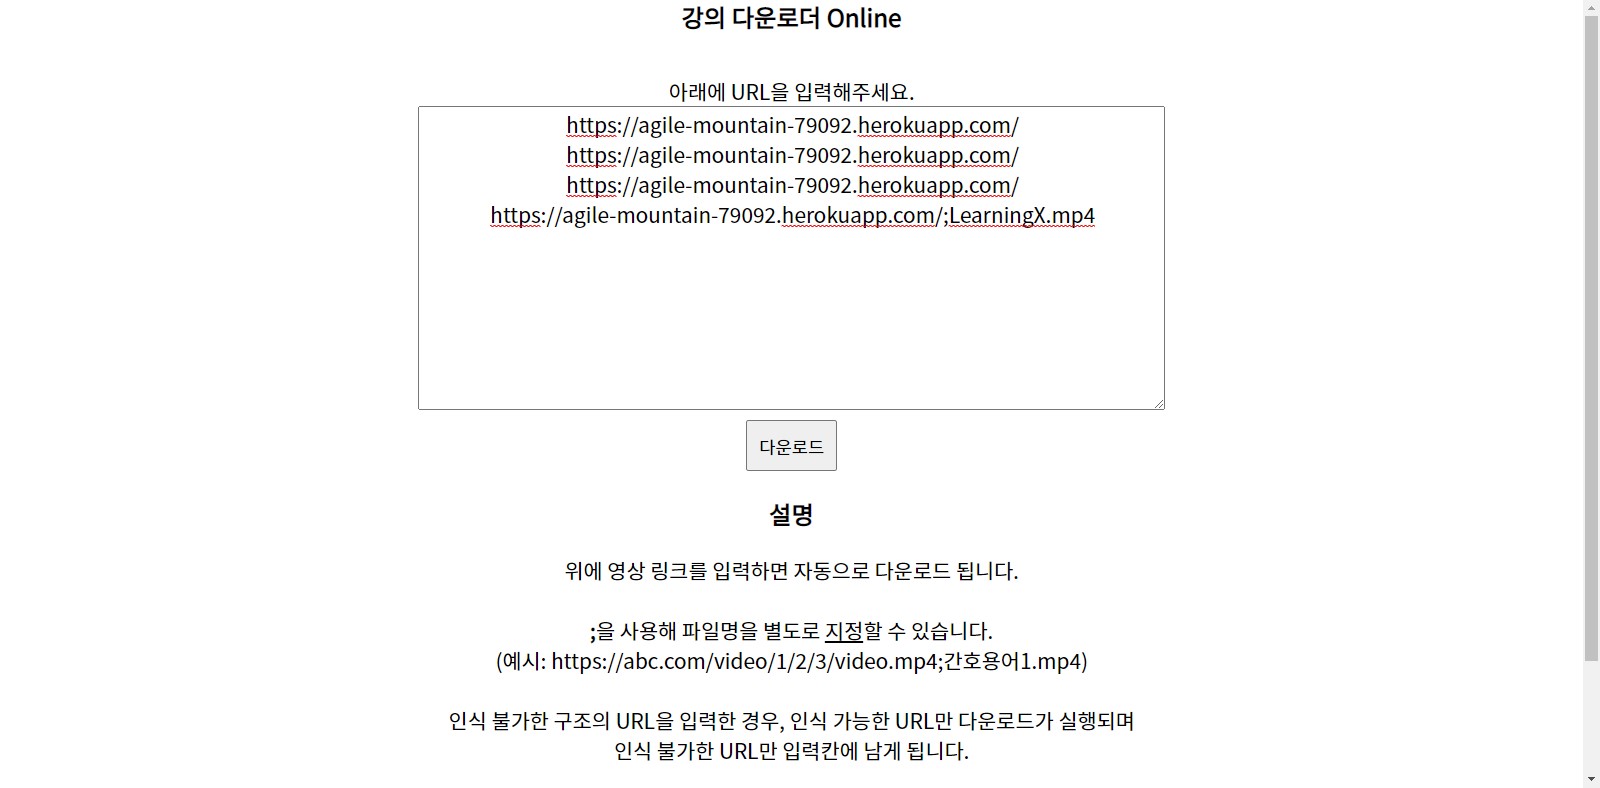 강의 다운로더 Online
아래에 URL을 입력해주세요.
https://agile-mountain-79092.herokuapp.com/
https://agile-mountain-79092.herokuapp.com/
https://agile-mountain-79092.herokuapp.com/
https://agile-mountain-79092.herokuapp.com/;LearningX.mp4
다운로드
설명
위에 영상 링크를 입력하면 자동으로 다운로드 됩니다.
;을 사용해 파일명을 별도로 지정할 수 있습니다.
(예시: https://abc.com/video/1/2/3/video.mp4;간호용어1.mp4)
인식 불가한 구조의 URL을 입력한 경우, 인식 가능한 URL만 다운로드가 실행되며
인식 불가한 URL만 입력칸에 남게 됩니다.